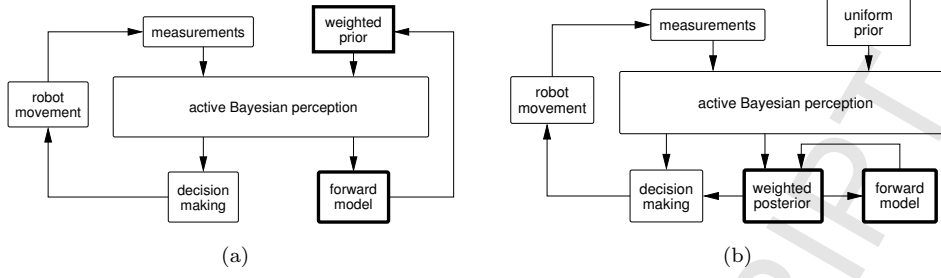 measurements
weighted
prior
robot
movement
active Bayesian perception
decision
making
forward
model
(a)
measurements
uniform
prior
robot
movement
active Bayesian perception
decision
making
weighted
posterior
forward
model
(b)
RIPT